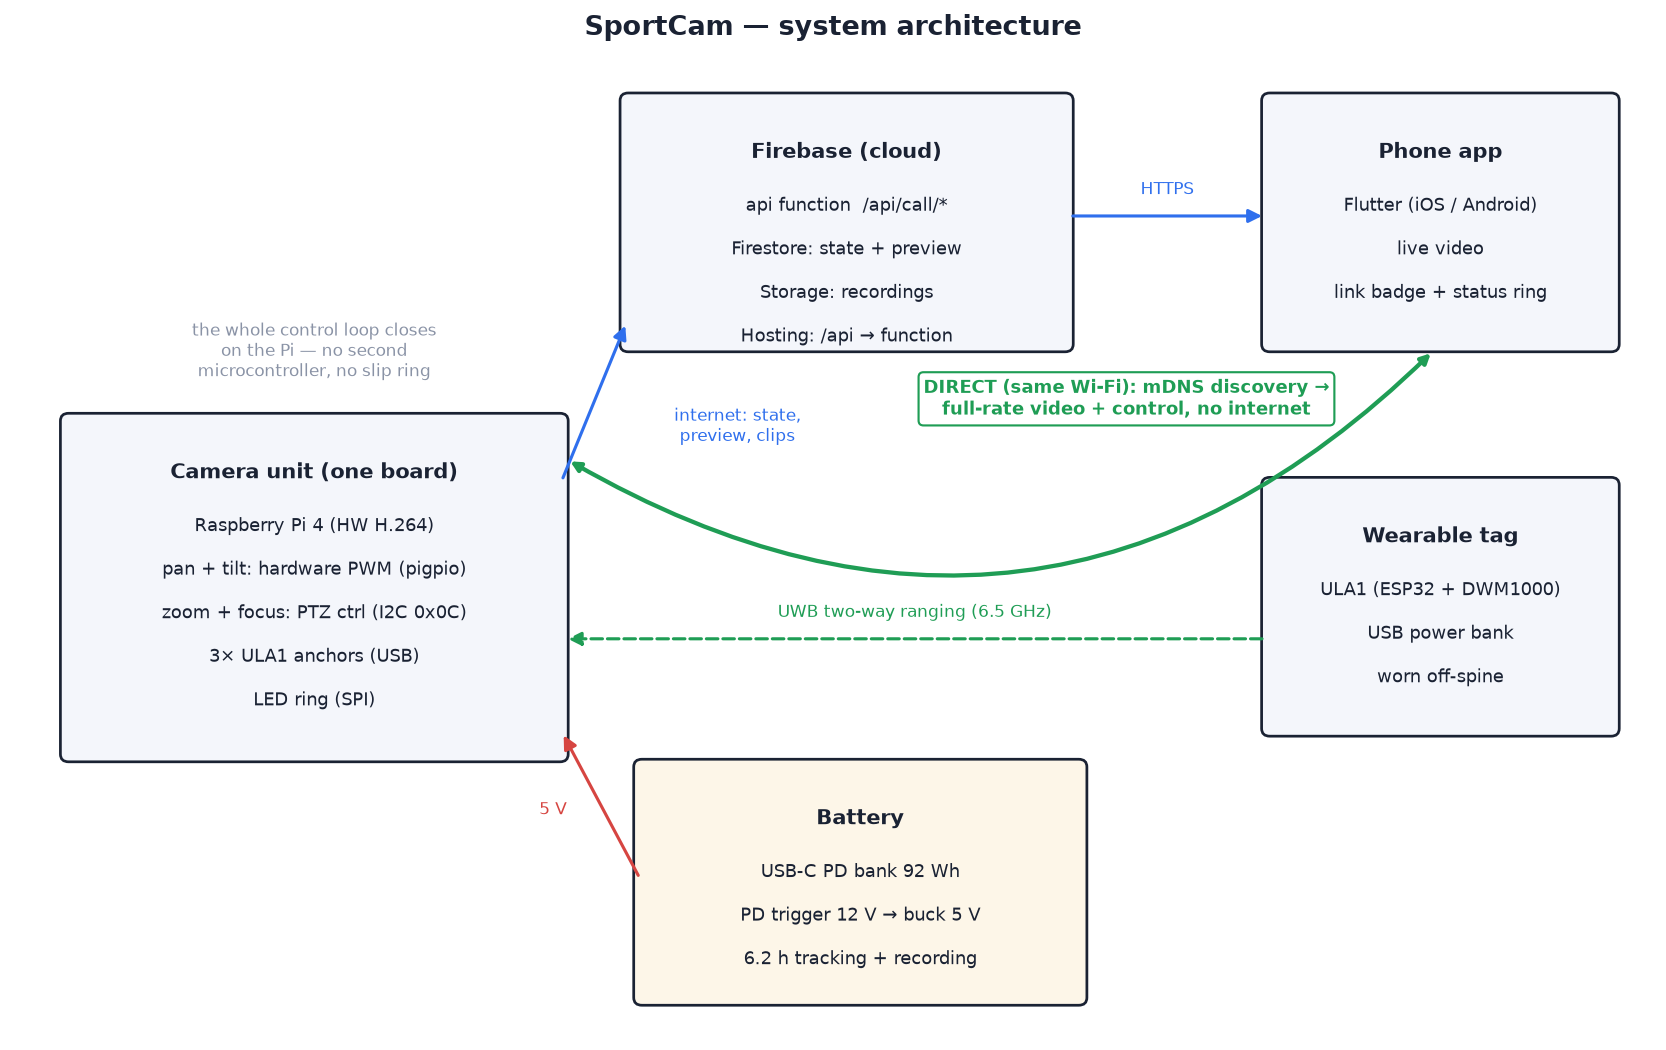 SportCam — system architecture
Firebase (cloud)
api function  /api/call/*
Firestore: state + preview
Storage: recordings
Hosting: /api → function
HTTPS
Phone app
Flutter (iOS / Android)
live video
link badge + status ring
the whole control loop closes
on the Pi — no second
microcontroller, no slip ring
internet: state,
preview, clips
DIRECT (same Wi-Fi): mDNS discovery →
full-rate video + control, no internet
Camera unit (one board)
Raspberry Pi 4 (HW H.264)
pan + tilt: hardware PWM (pigpio)
zoom + focus: PTZ ctrl (I2C 0x0C)
3× ULA1 anchors (USB)
LED ring (SPI)
UWB two-way ranging (6.5 GHz)
Wearable tag
ULA1 (ESP32 + DWM1000)
USB power bank
worn off-spine
5 V
Battery
USB-C PD bank 92 Wh
PD trigger 12 V → buck 5 V
6.2 h tracking + recording